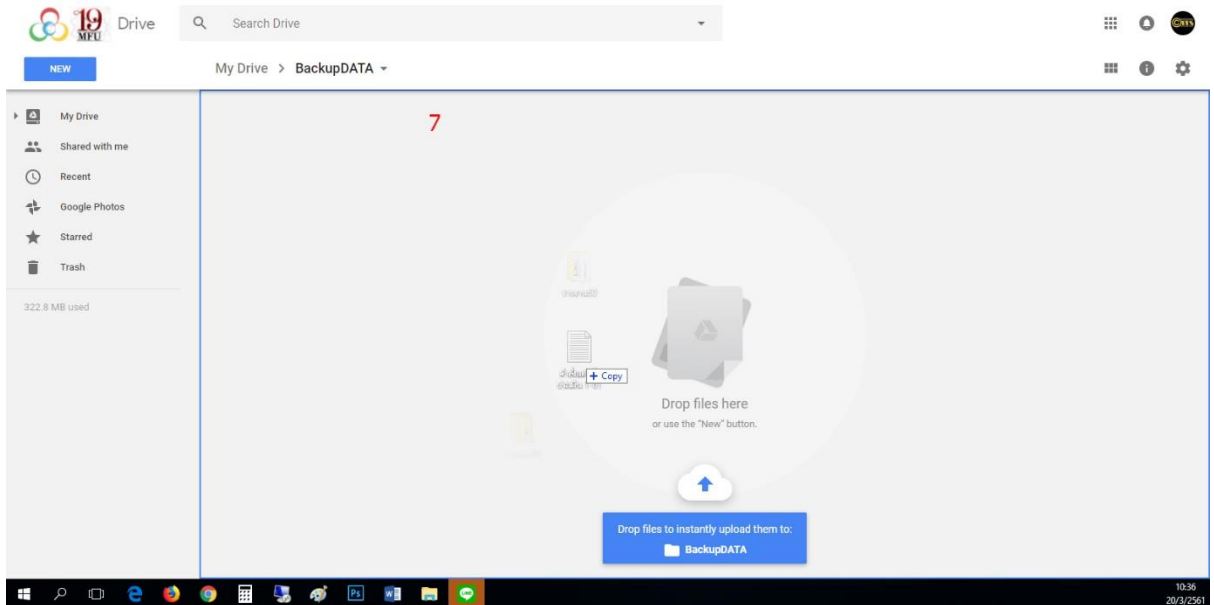 19
MFU
Drive
Search Drive
NEW
My Drive > BackupDATA
7
My Drive
Shared with me
Recent
Google Photos
Starred
Trash
322.8 MB used
+ Copy
Drop files here
or use the "New" button.
Drop files to instantly upload them to:
BackupDATA
10:36
20/3/2561